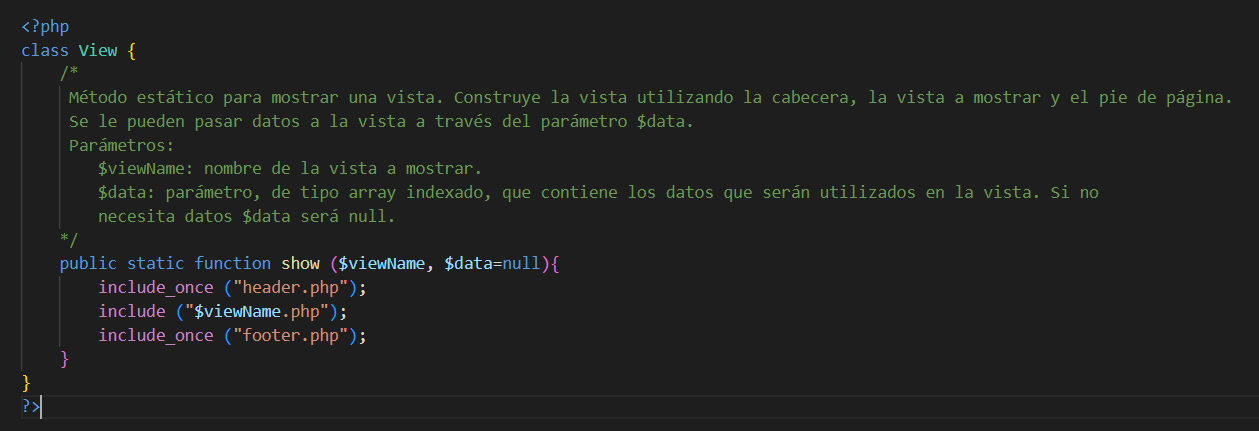 <?php
class View {
/*
Método estático para mostrar una vista. Construye la vista utilizando la cabecera, la vista a mostrar y el pie de página.
Se le pueden pasar datos a la vista a través del parámetro $data.
Parámetros:
$viewName: nombre de la vista a mostrar.
$data: parámetro, de tipo array indexado, que contiene los datos que serán utilizados en la vista. Si no
necesita datos $data será null.
*/
public static function show ($viewName, $data=null){
include_once ("header.php");
include ("$viewName.php");
include_once ("footer.php");
}
}
?>